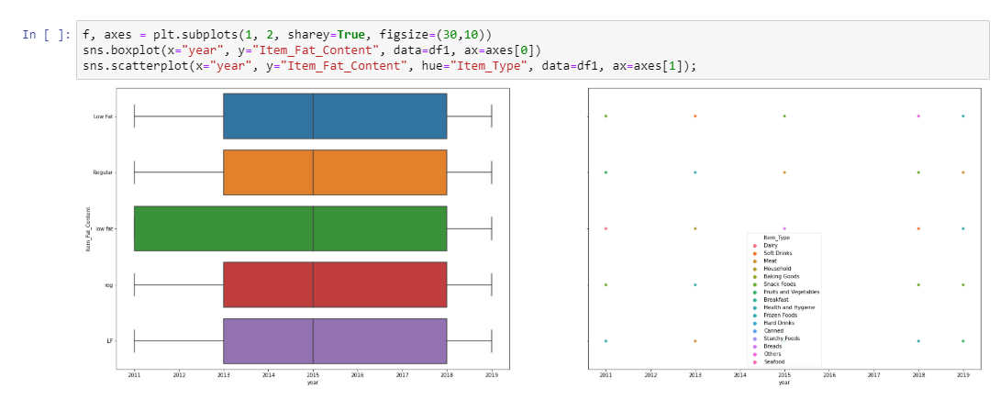 In [ ]:
f, axes = plt.subplots(1, 2, sharey=True, figsize=(30,10))
sns.boxplot(x="year", y="Item_Fat_Content", data=df1, ax=axes[0])
sns.scatterplot(x="year", y="Item_Fat_Content", hue="Item_Type", data=df1, ax=axes[1]);
Low Fat
Regular
low fat
reg
LF
Item_Fat_Content
2011 2012 2013 2014 2015 2016 2017 2018 2019
year
Item_Type
Dairy
Soft Drinks
Meat
Household
Baking Goods
Snack Foods
Fruits and Vegetables
Breakfast
Health and Hygiene
Frozen Foods
Hard Drinks
Canned
Starchy Foods
Breads
Others
Seafood
2011 2012 2013 2014 2015 2016 2017 2018 2019
year